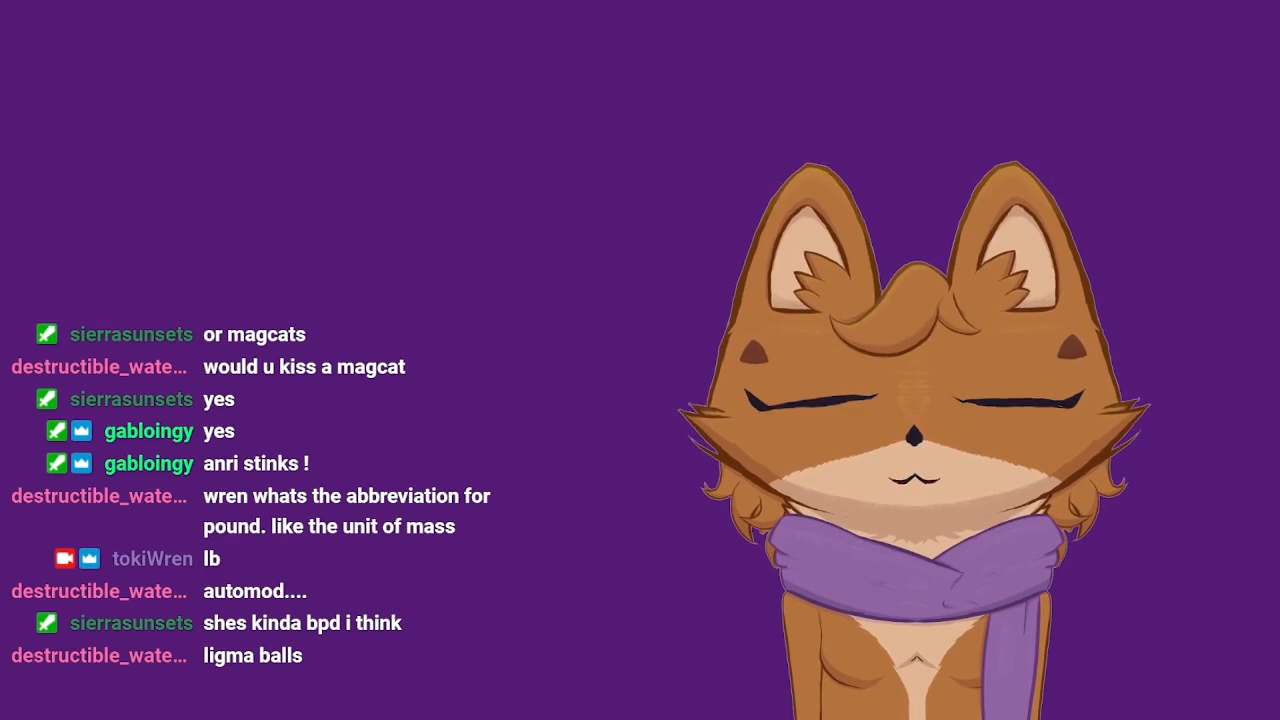 sierrasunsets or magcats
destructible_wate... would u kiss a magcat
sierrasunsets yes
gabloingy yes
gabloingy anri stinks !
destructible_wate... wren whats the abbreviation for
pound. like the unit of mass
tokiWren lb
destructible_wate... automod....
sierrasunsets shes kinda bpd i think
destructible_wate... ligma balls